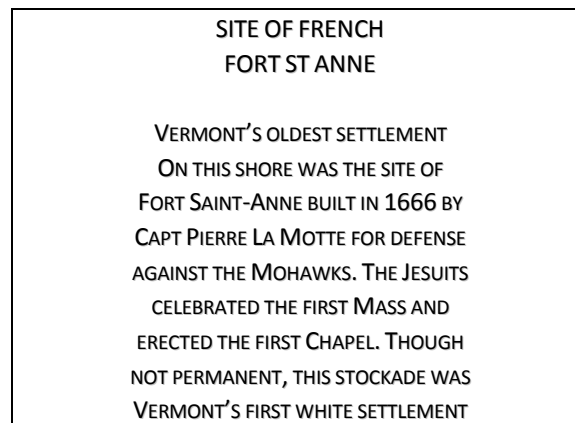 SITE OF FRENCH
FORT ST ANNE
VERMONT'S OLDEST SETTLEMENT
ON THIS SHORE WAS THE SITE OF
FORT SAINT-ANNE BUILT IN 1666 BY
CAPT PIERRE LA MOTTE FOR DEFENSE
AGAINST THE MOHAWKS. THE JESUITS
CELEBRATED THE FIRST MASS AND
ERECTED THE FIRST CHAPEL. THOUGH
NOT PERMANENT, THIS STOCKADE WAS
VERMONT'S FIRST WHITE SETTLEMENT